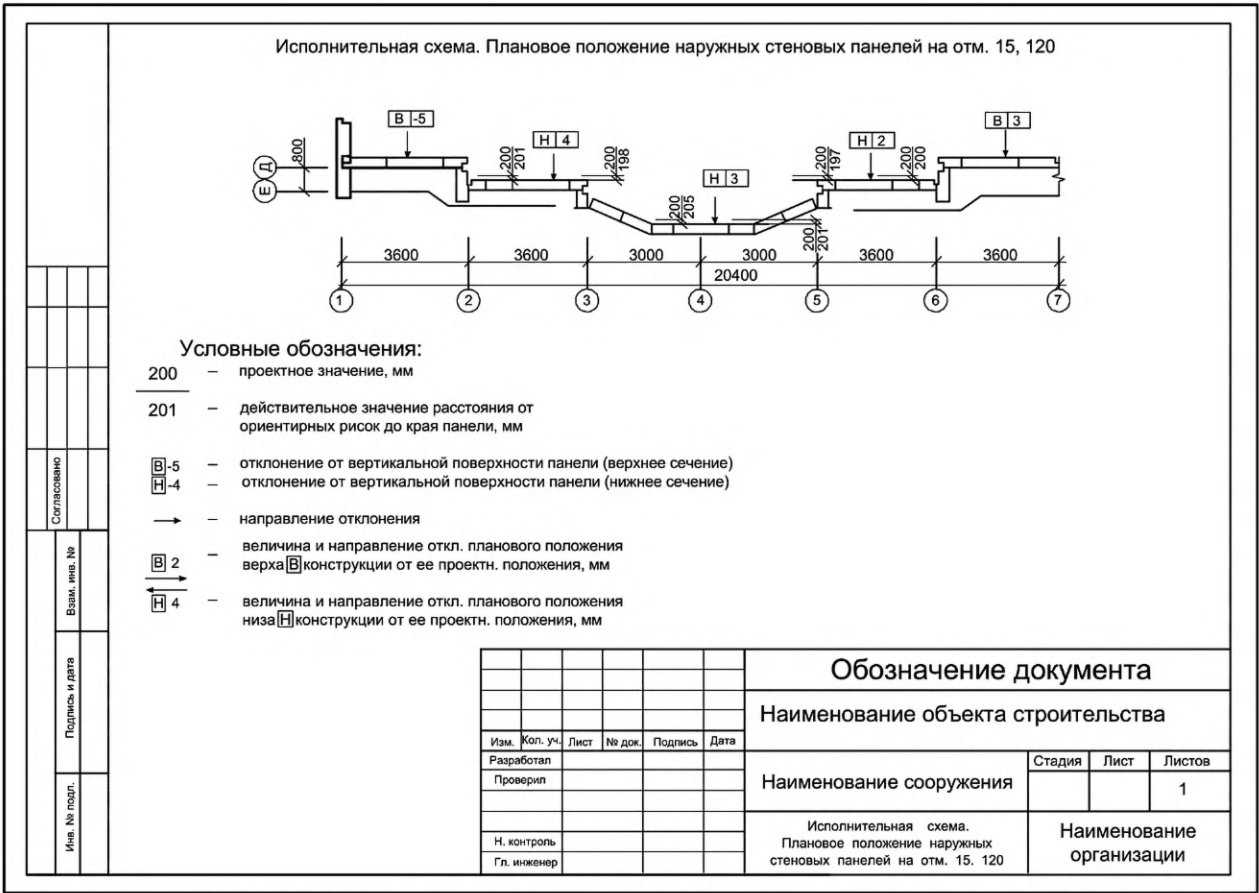 Исполнительная схема. Плановое положение наружных стеновых панелей на отм. 15, 120
В -5
Н 4
Н 3
Н 2
В 3
Д
Е
800
200
201
200
198
200
205
200
201
200
197
200
200
3600
3600
3000
3000
3600
3600
20400
1
2
3
4
5
6
7
Условные обозначения:
200 – проектное значение, мм
201 – действительное значение расстояния от
ориентирных рисок до края панели, мм
В-5 – отклонение от вертикальной поверхности панели (верхнее сечение)
Н-4 – отклонение от вертикальной поверхности панели (нижнее сечение)
– направление отклонения
В 2 – величина и направление откл. планового положения
верха В конструкции от ее проектн. положения, мм
Н 4 – величина и направление откл. планового положения
низа Н конструкции от ее проектн. положения, мм
Согласовано
Взам. инв. №
Подпись и дата
Инв. № подл.
Изм. Кол. уч. Лист № док. Подпись Дата
Разработал
Проверил
Н. контроль
Гл. инженер
Обозначение документа
Наименование объекта строительства
Наименование сооружения
Стадия Лист Листов
1
Исполнительная схема.
Плановое положение наружных
стеновых панелей на отм. 15. 120
Наименование
организации